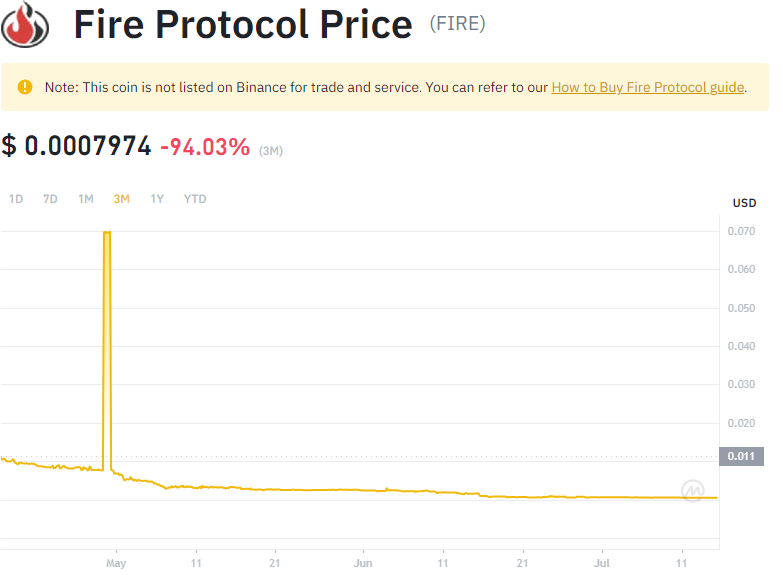 Fire Protocol Price (FIRE)
Note: This coin is not listed on Binance for trade and service. You can refer to our How to Buy Fire Protocol guide.
$ 0.0007974 -94.03% (3M)
1D 7D 1M 3M 1Y YTD
USD
0.070
0.060
0.050
0.040
0.030
0.020
0.011
May 11 21 Jun 11 21 Jul 11